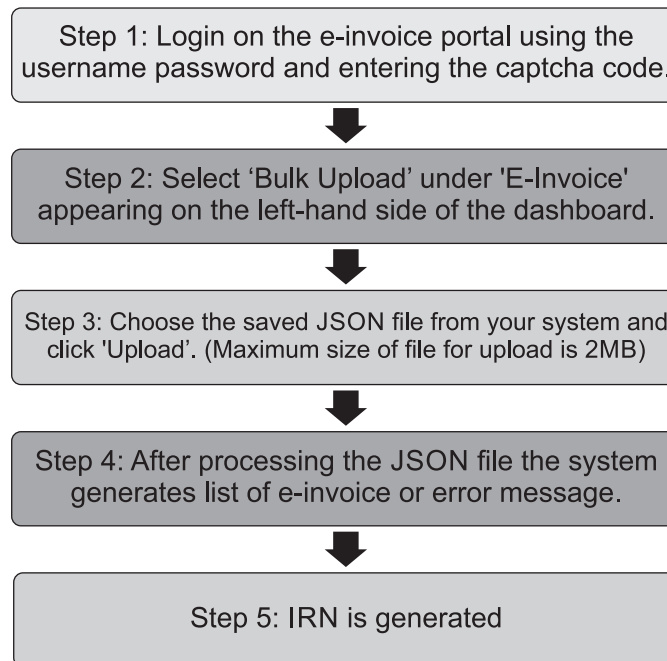 Step 1: Login on the e-invoice portal using the
username password and entering the captcha code.
Step 2: Select ‘Bulk Upload’ under 'E-Invoice'
appearing on the left-hand side of the dashboard.
Step 3: Choose the saved JSON file from your system and
click 'Upload’. (Maximum size of file for upload is 2MB)
Step 4: After processing the JSON file the system
generates list of e-invoice or error message.
Step 5: IRN is generated